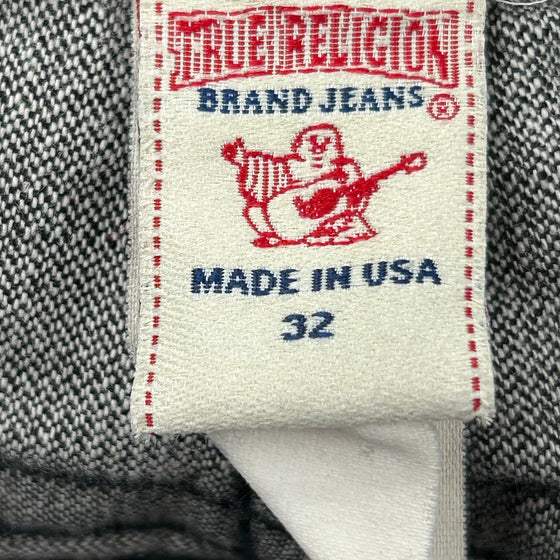 TRUE RELIGION
BRAND JEANS ®
MADE IN USA
32